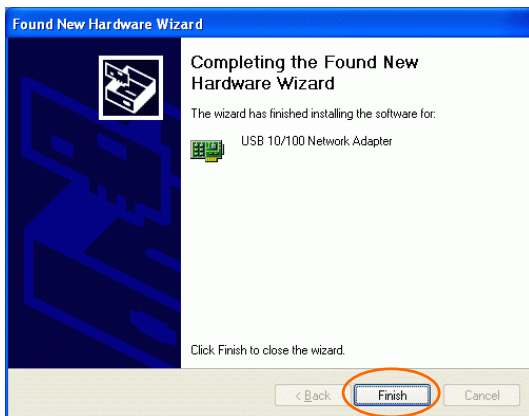 Found New Hardware Wizard
Completing the Found New
Hardware Wizard
The wizard has finished installing the software for:
USB 10/100 Network Adapter
Click Finish to close the wizard.
< Back
Finish
Cancel